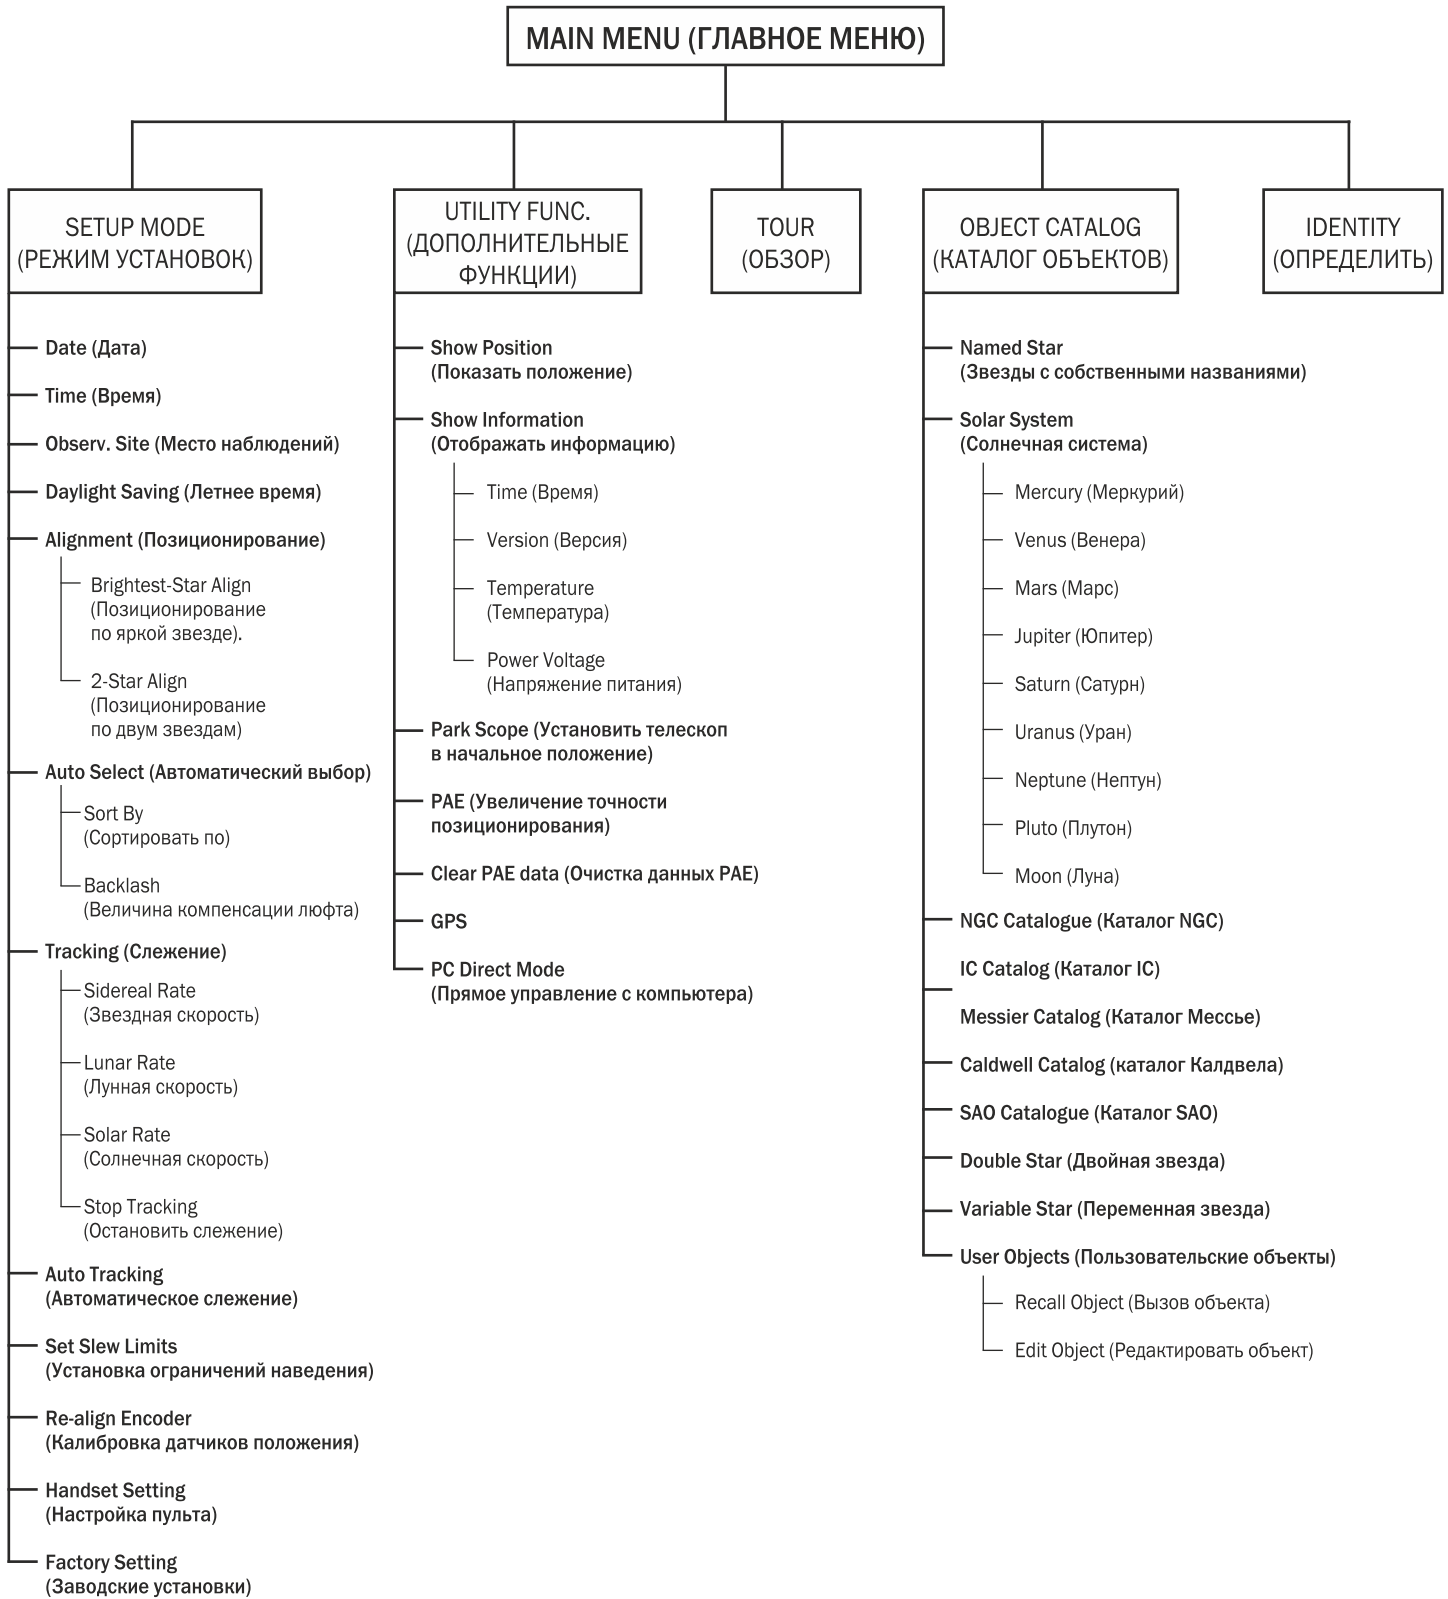 MAIN MENU (ГЛАВНОЕ МЕНЮ)
SETUP MODE
(РЕЖИМ УСТАНОВОК)
UTILITY FUNC.
(ДОПОЛНИТЕЛЬНЫЕ
ФУНКЦИИ)
TOUR
(ОБЗОР)
OBJECT CATALOG
(КАТАЛОГ ОБЪЕКТОВ)
IDENTITY
(ОПРЕДЕЛИТЬ)
Date (Дата)
Time (Время)
Observ. Site (Место наблюдений)
Daylight Saving (Летнее время)
Alignment (Позиционирование)
Brightest-Star Align
(Позиционирование
по яркой звезде).
2-Star Align
(Позиционирование
по двум звездам)
Auto Select (Автоматический выбор)
Sort By
(Сортировать по)
Backlash
(Величина компенсации люфта)
Tracking (Слежение)
Sidereal Rate
(Звездная скорость)
Lunar Rate
(Лунная скорость)
Solar Rate
(Солнечная скорость)
Stop Tracking
(Остановить слежение)
Auto Tracking
(Автоматическое слежение)
Set Slew Limits
(Установка ограничений наведения)
Re-align Encoder
(Калибровка датчиков положения)
Handset Setting
(Настройка пульта)
Factory Setting
(Заводские установки)
Show Position
(Показать положение)
Show Information
(Отображать информацию)
Time (Время)
Version (Версия)
Temperature
(Температура)
Power Voltage
(Напряжение питания)
Park Scope (Установить телескоп
в начальное положение)
PAE (Увеличение точности
позиционирования)
Clear PAE data (Очистка данных PAE)
GPS
PC Direct Mode
(Прямое управление с компьютера)
Named Star
(Звезды с собственными названиями)
Solar System
(Солнечная система)
Mercury (Меркурий)
Venus (Венера)
Mars (Марс)
Jupiter (Юпитер)
Saturn (Сатурн)
Uranus (Уран)
Neptune (Нептун)
Pluto (Плутон)
Moon (Луна)
NGC Catalogue (Каталог NGC)
IC Catalog (Каталог IC)
Messier Catalog (Каталог Мессье)
Caldwell Catalog (каталог Калдвела)
SAO Catalogue (Каталог SAO)
Double Star (Двойная звезда)
Variable Star (Переменная звезда)
User Objects (Пользовательские объекты)
Recall Object (Вызов объекта)
Edit Object (Редактировать объект)